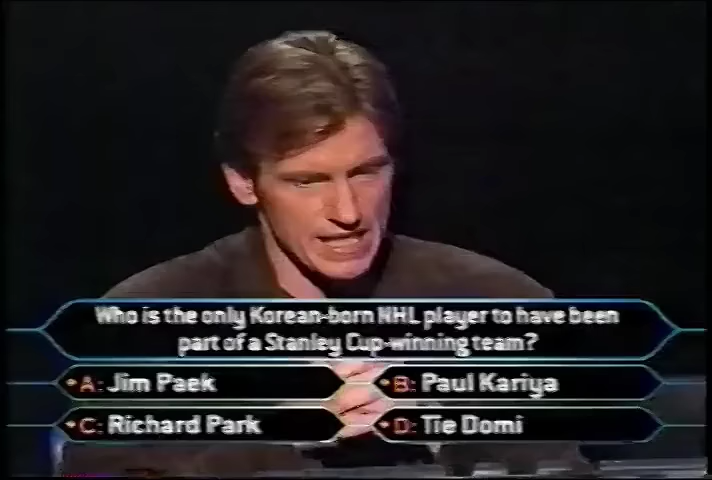 Who is the only Korean-born NHL player to have been
part of a Stanley Cup-winning team?
A: Jim Paek
B: Paul Kariya
C: Richard Park
D: Tie Domi